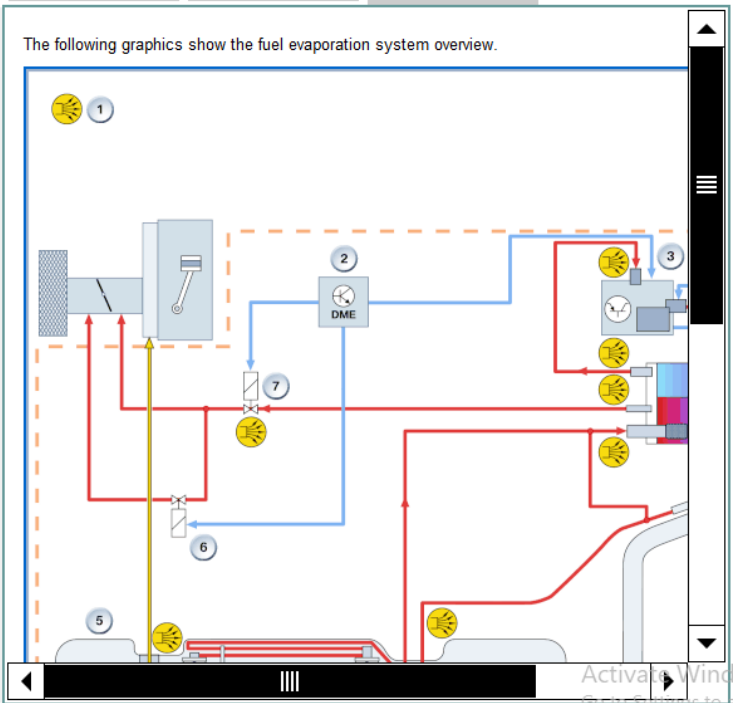 The following graphics show the fuel evaporation system overview.
1
2
3
DME
7
6
5
Activate Wind